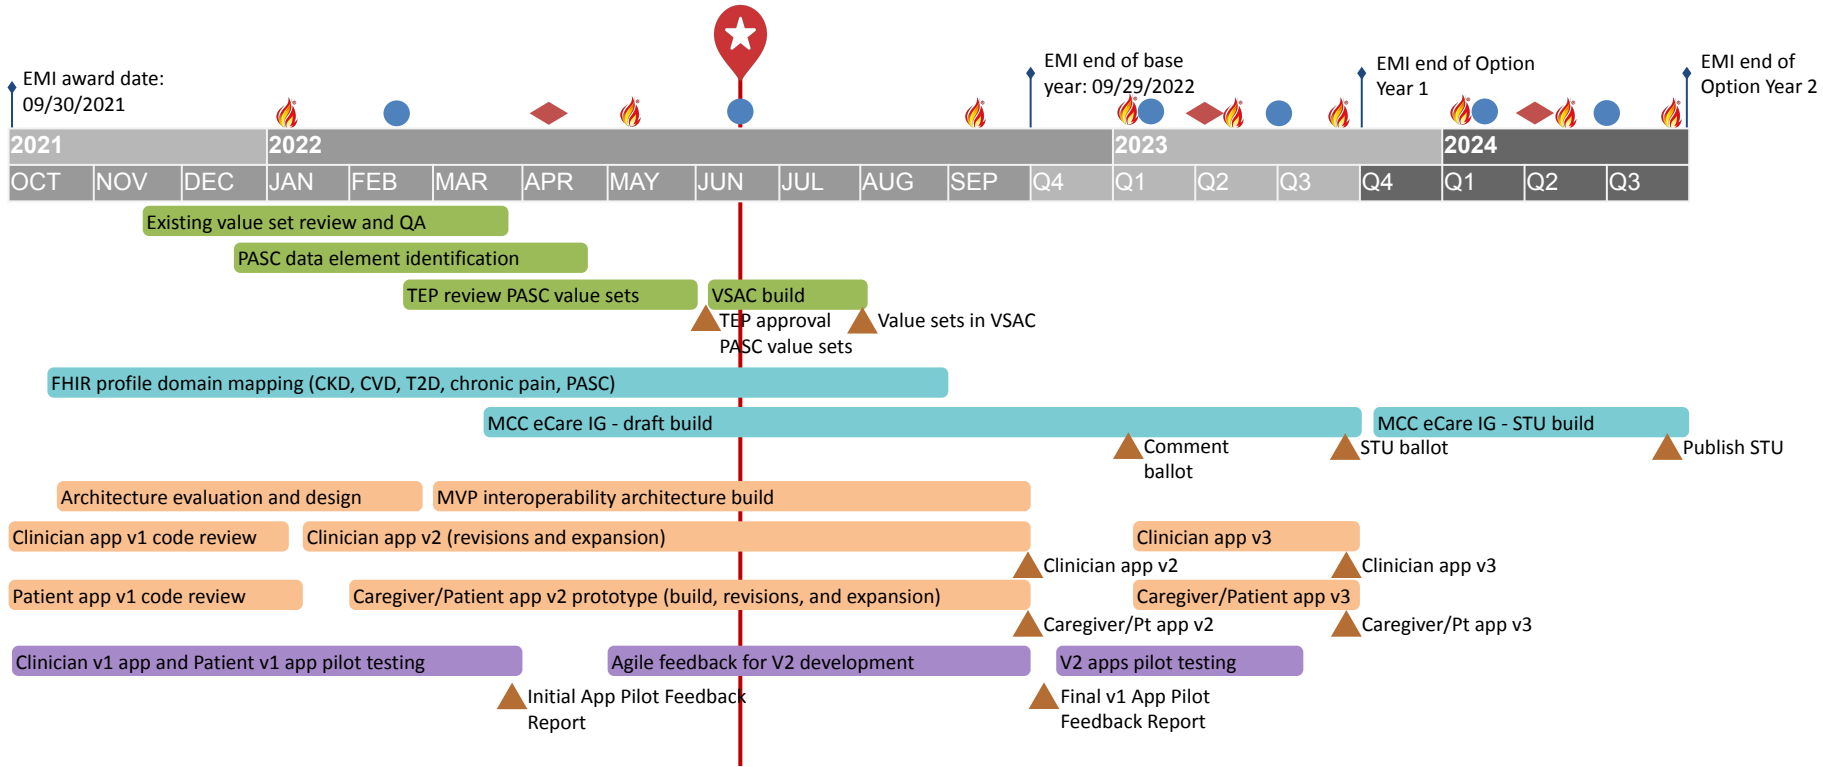 EMI award date:
09/30/2021
EMI end of base
year: 09/29/2022
EMI end of Option
Year 1
EMI end of
Option Year 2
2021 2022 2023 2024
OCT NOV DEC JAN FEB MAR APR MAY JUN JUL AUG SEP Q4 Q1 Q2 Q3 Q4 Q1 Q2 Q3
Existing value set review and QA
PASC data element identification
TEP review PASC value sets
VSAC build
TEP approval
PASC value sets
Value sets in VSAC
FHIR profile domain mapping (CKD, CVD, T2D, chronic pain, PASC)
MCC eCare IG - draft build
MCC eCare IG - STU build
Comment
ballot
STU ballot
Publish STU
Architecture evaluation and design
MVP interoperability architecture build
Clinician app v1 code review
Clinician app v2 (revisions and expansion)
Clinician app v3
Clinician app v2
Clinician app v3
Patient app v1 code review
Caregiver/Patient app v2 prototype (build, revisions, and expansion)
Caregiver/Patient app v3
Caregiver/Pt app v2
Caregiver/Pt app v3
Clinician v1 app and Patient v1 app pilot testing
Agile feedback for V2 development
V2 apps pilot testing
Initial App Pilot Feedback
Report
Final v1 App Pilot
Feedback Report